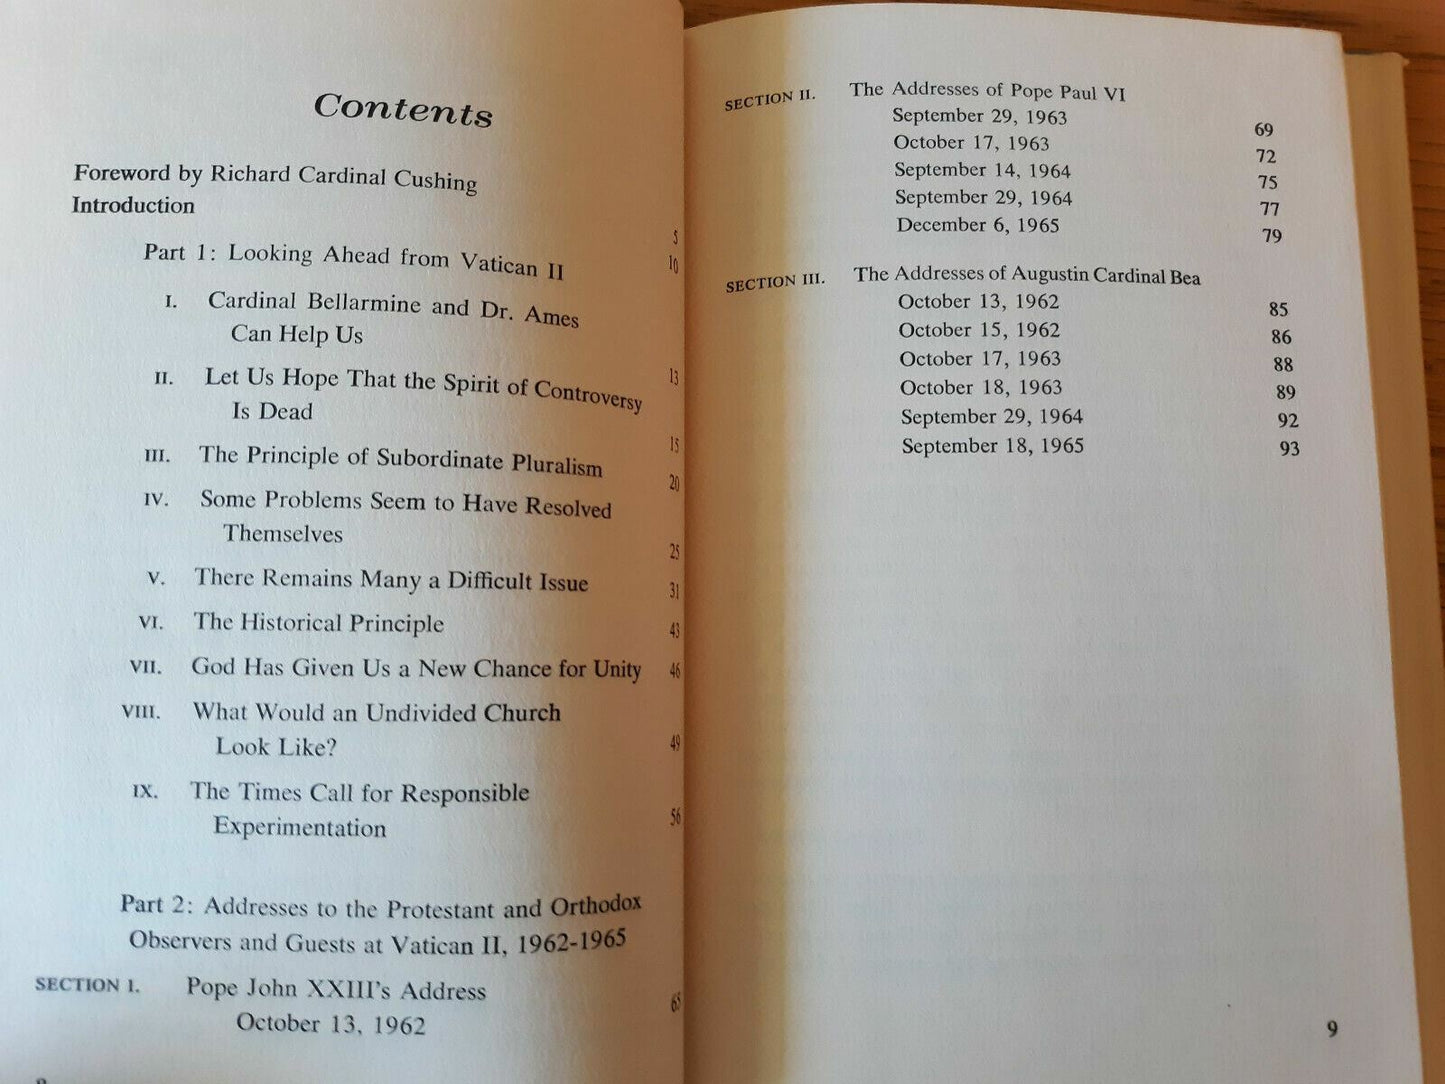 Contents
Foreword by Richard Cardinal Cushing 5
Introduction 10
Part 1: Looking Ahead from Vatican II
I. Cardinal Bellarmine and Dr. Ames
Can Help Us 13
II. Let Us Hope That the Spirit of Controversy
Is Dead 15
III. The Principle of Subordinate Pluralism 20
IV. Some Problems Seem to Have Resolved
Themselves 25
V. There Remains Many a Difficult Issue 31
VI. The Historical Principle 43
VII. God Has Given Us a New Chance for Unity 46
VIII. What Would an Undivided Church
Look Like? 49
IX. The Times Call for Responsible
Experimentation 56
Part 2: Addresses to the Protestant and Orthodox
Observers and Guests at Vatican II, 1962-1965
SECTION I. Pope John XXIII's Address
October 13, 1962 65
SECTION II. The Addresses of Pope Paul VI
September 29, 1963 69
October 17, 1963 72
September 14, 1964 75
September 29, 1964 77
December 6, 1965 79
SECTION III. The Addresses of Augustin Cardinal Bea
October 13, 1962 85
October 15, 1962 86
October 17, 1963 88
October 18, 1963 89
September 29, 1964 92
September 18, 1965 93
9